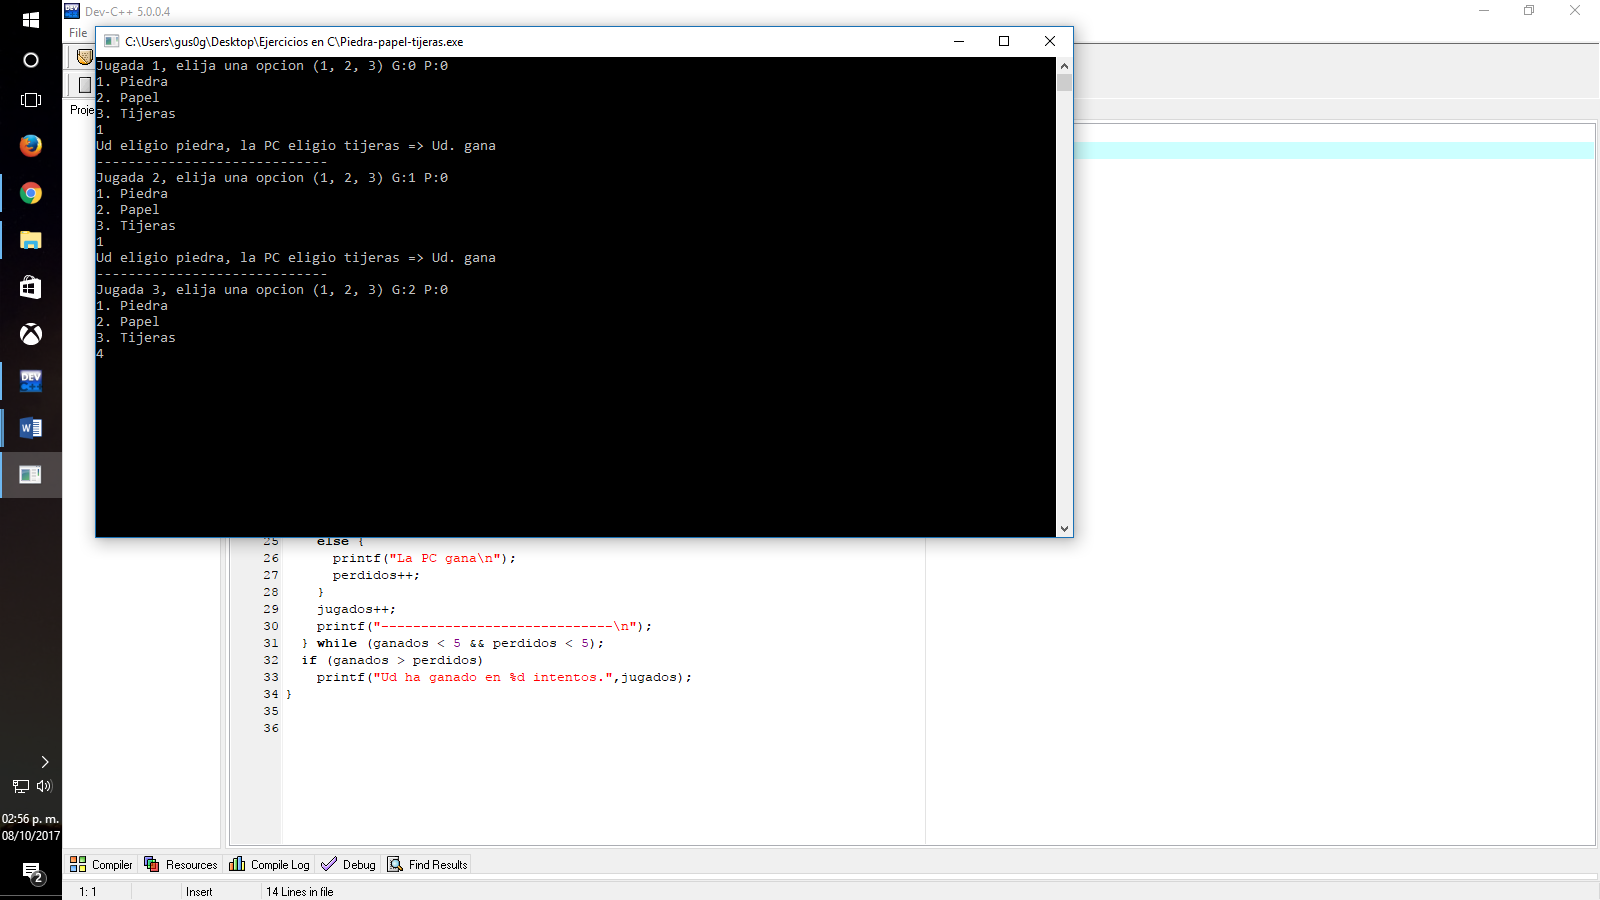 Dev-C++ 5.0.0.4
File
C:\Users\gus0g\Desktop\Ejercicios en C\Piedra-papel-tijeras.exe
Jugada 1, elija una opcion (1, 2, 3) G:0 P:0
1. Piedra
2. Papel
3. Tijeras
1
Ud eligio piedra, la PC eligio tijeras => Ud. gana
-----------------------------
Jugada 2, elija una opcion (1, 2, 3) G:1 P:0
1. Piedra
2. Papel
3. Tijeras
1
Ud eligio piedra, la PC eligio tijeras => Ud. gana
-----------------------------
Jugada 3, elija una opcion (1, 2, 3) G:2 P:0
1. Piedra
2. Papel
3. Tijeras
4
Proje
25 else {
26 printf("La PC gana\n");
27 perdidos++;
28 }
29 jugados++;
30 printf("-----------------------------\n");
31 } while (ganados < 5 && perdidos < 5);
32 if (ganados > perdidos)
33 printf("Ud ha ganado en %d intentos.",jugados);
34 }
35
36
Compiler Resources Compile Log Debug Find Results
1: 1 Insert 14 Lines in file
DEV
W
02:56 p. m.
08/10/2017
2